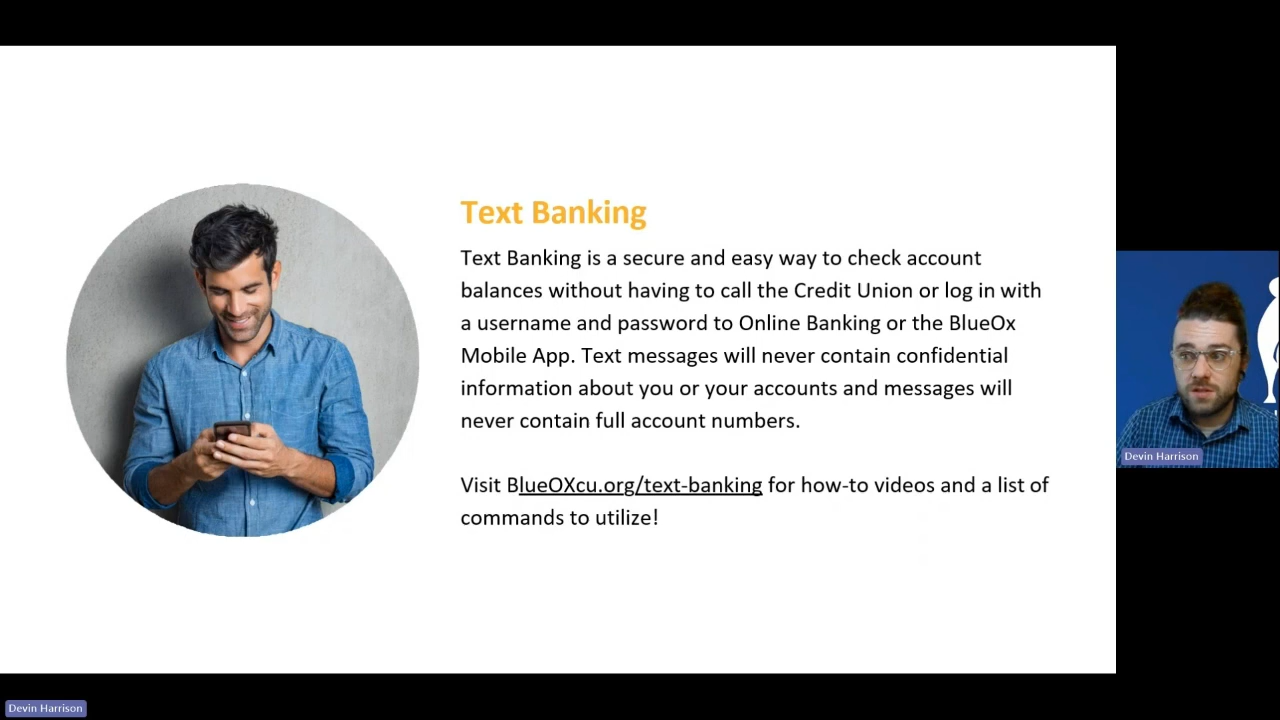 Text Banking
Text Banking is a secure and easy way to check account
balances without having to call the Credit Union or log in with
a username and password to Online Banking or the BlueOx
Mobile App. Text messages will never contain confidential
information about you or your accounts and messages will
never contain full account numbers.
Visit BlueOXcu.org/text-banking for how-to videos and a list of
commands to utilize!
Devin Harrison
Devin Harrison